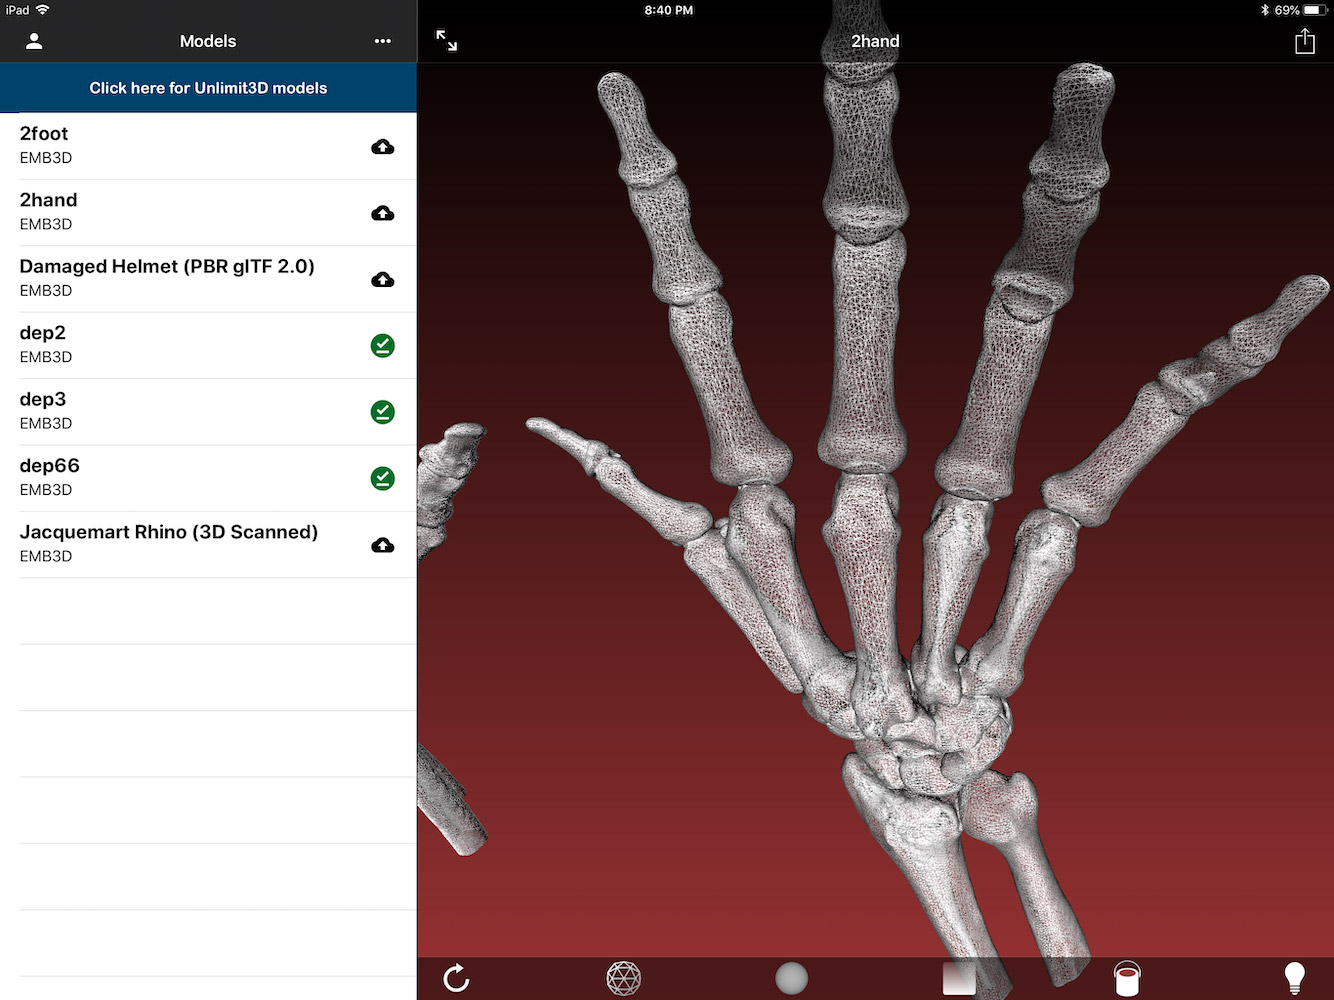 iPad
8:40 PM
69%
Models
2hand
Click here for Unlimit3D models
2foot
EMB3D
2hand
EMB3D
Damaged Helmet (PBR glTF 2.0)
EMB3D
dep2
EMB3D
dep3
EMB3D
dep66
EMB3D
Jacquemart Rhino (3D Scanned)
EMB3D